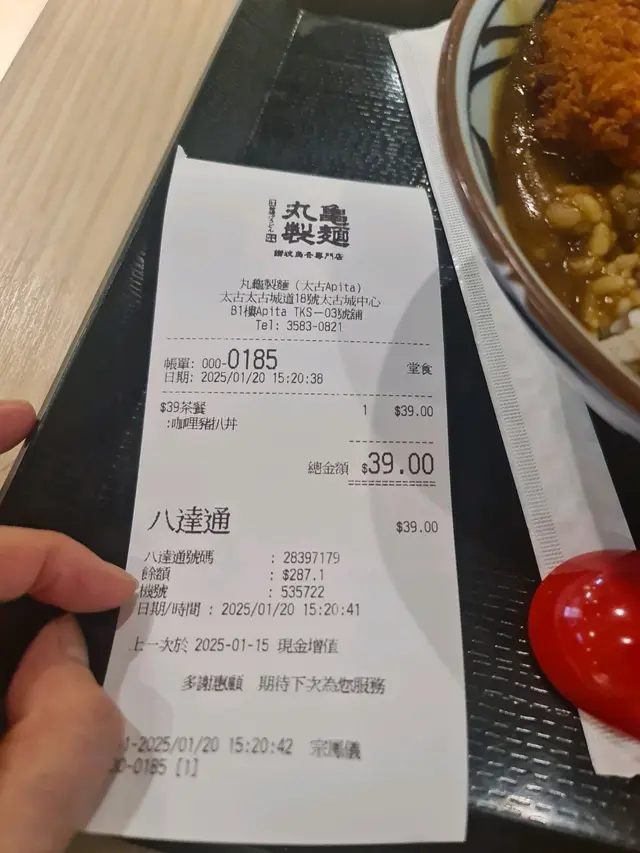 丸亀
製麺
讃岐烏冬專門店
丸龜製麵 (太古Apita)
太古太古城道18號太古城中心
B1樓Apita TKS-03號舖
Tel: 3583-0821
帳單: 000-0185 堂食
日期: 2025/01/20 15:20:38
$39茶餐 1 $39.00
:咖哩豬扒丼
總金額 $39.00
八達通 $39.00
八達通號碼 : 28397179
餘額 : $287.1
機號 : 535722
日期/時間 : 2025/01/20 15:20:41
上一次於 2025-01-15 現金增值
多謝惠顧 期待下次為您服務
1-2025/01/20 15:20:42 宗鳳儀
00-0185 [1]